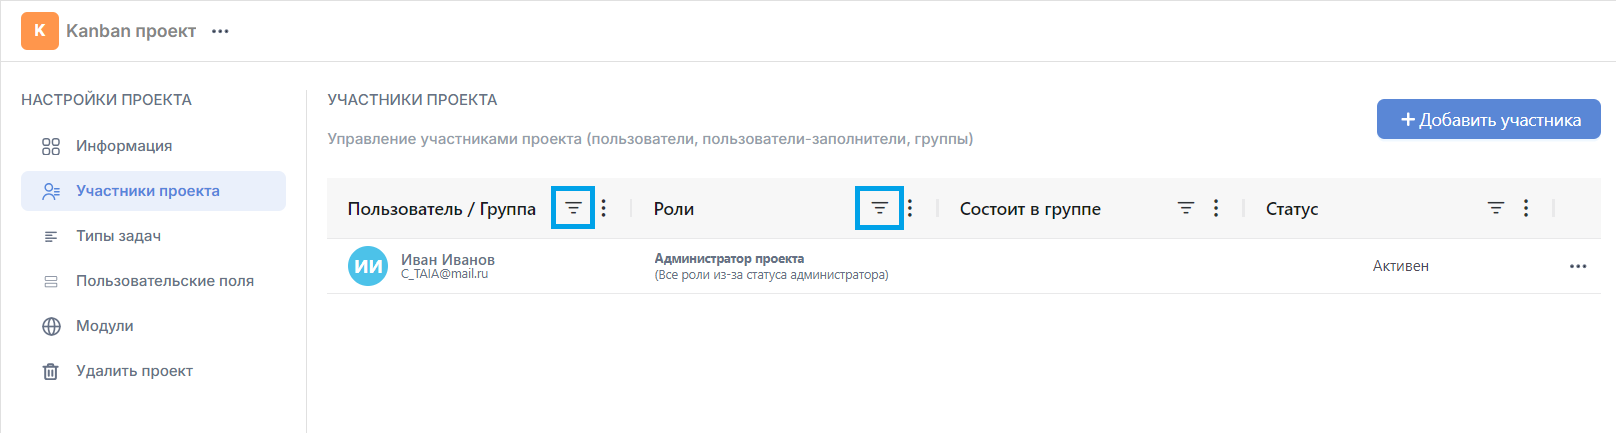 K Kanban проект
НАСТРОЙКИ ПРОЕКТА
Информация
Участники проекта
Типы задач
Пользовательские поля
Модули
Удалить проект
УЧАСТНИКИ ПРОЕКТА
Управление участниками проекта (пользователи, пользователи-заполнители, группы)
+ Добавить участника
Пользователь / Группа Роли Состоит в группе Статус
ИИ Иван Иванов
C_TAIA@mail.ru
Администратор проекта
(Все роли из-за статуса администратора)
Активен